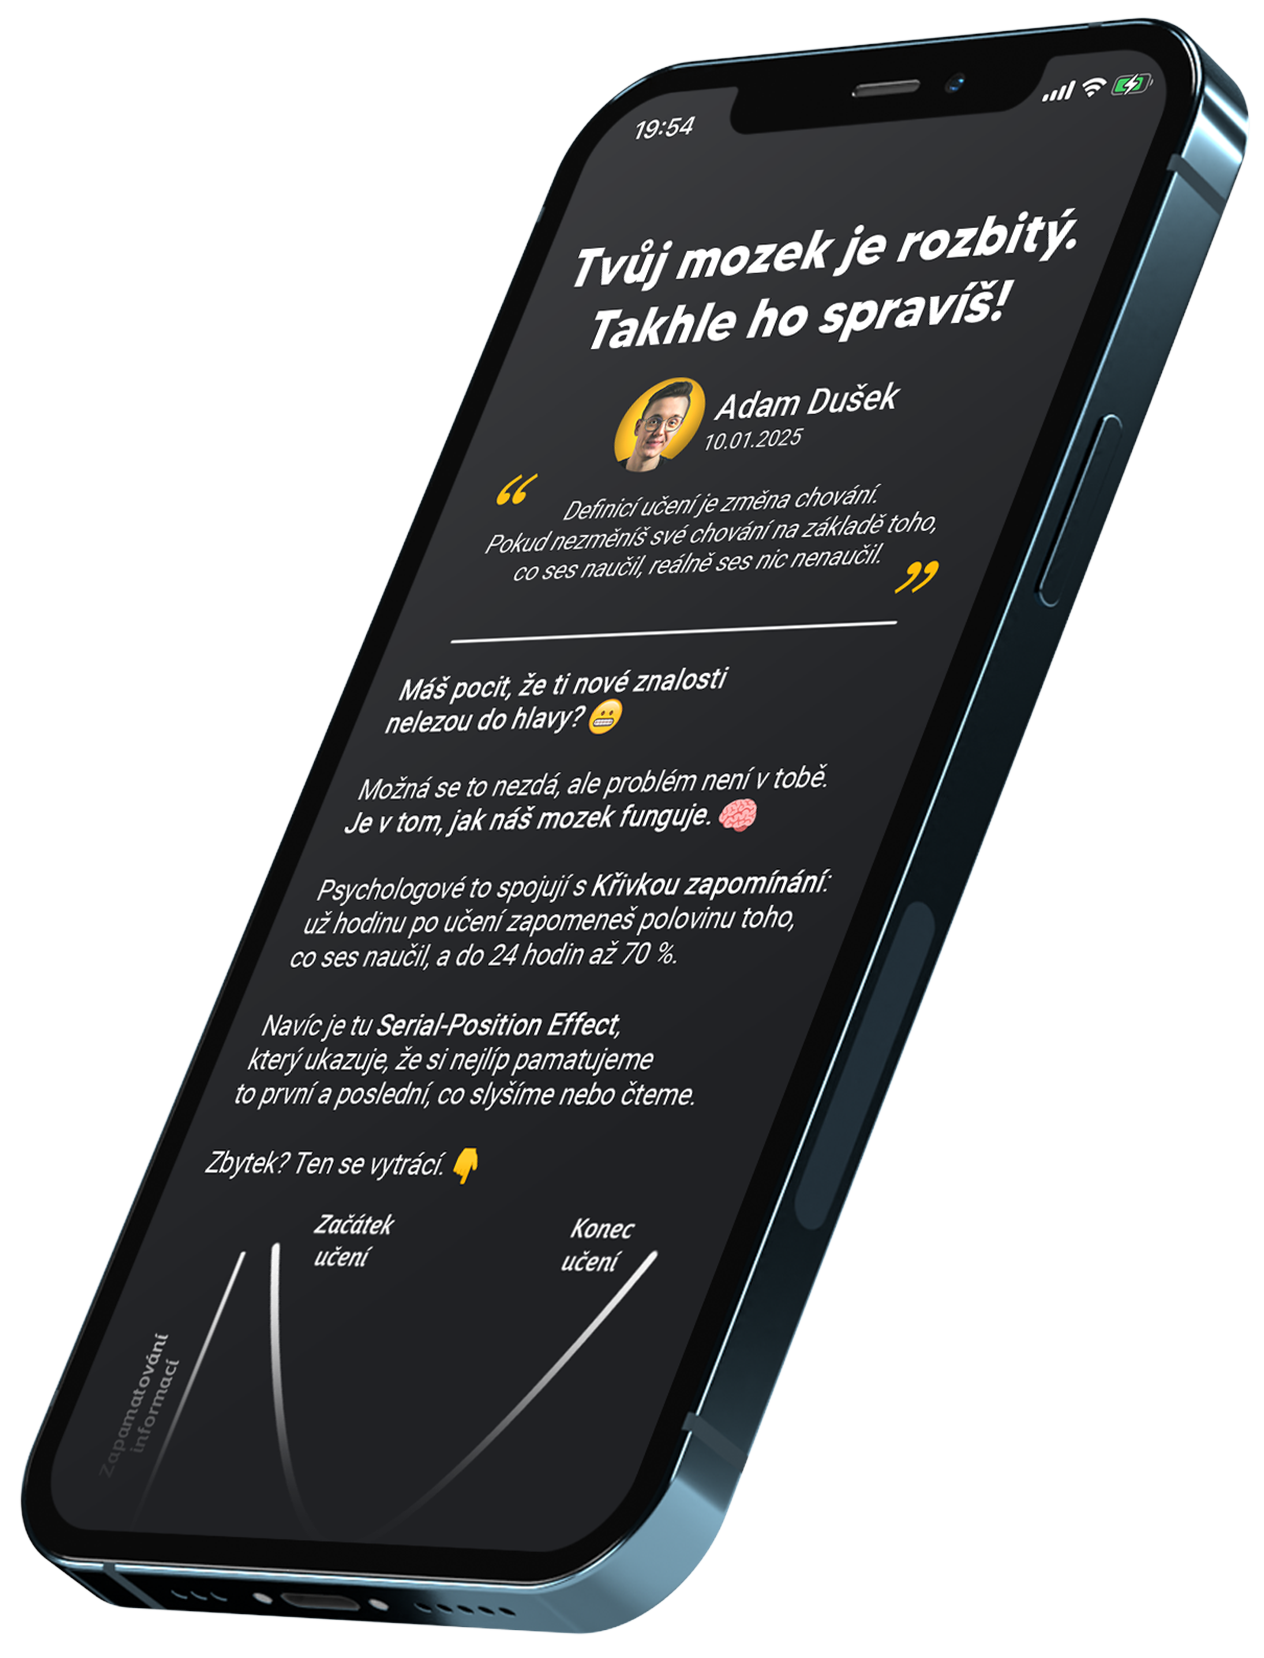 19:54
Tvůj mozek je rozbitý.
Takhle ho spravíš!
Adam Dušek
10.01.2025
“ Definicí učení je změna chování.
Pokud nezměníš své chování na základě toho,
co ses naučil, reálně ses nic nenaučil. ”
Máš pocit, že ti nové znalosti
nelezou do hlavy? 😬
Možná se to nezdá, ale problém není v tobě.
Je v tom, jak náš mozek funguje. 🧠
Psychologové to spojují s Křivkou zapomínání:
už hodinu po učení zapomeneš polovinu toho,
co ses naučil, a do 24 hodin až 70 %.
Navíc je tu Serial-Position Effect,
který ukazuje, že si nejlíp pamatujeme
to první a poslední, co slyšíme nebo čteme.
Zbytek? Ten se vytrácí. 👇
Začátek
učení
Konec
učení
Zapamatování
informací